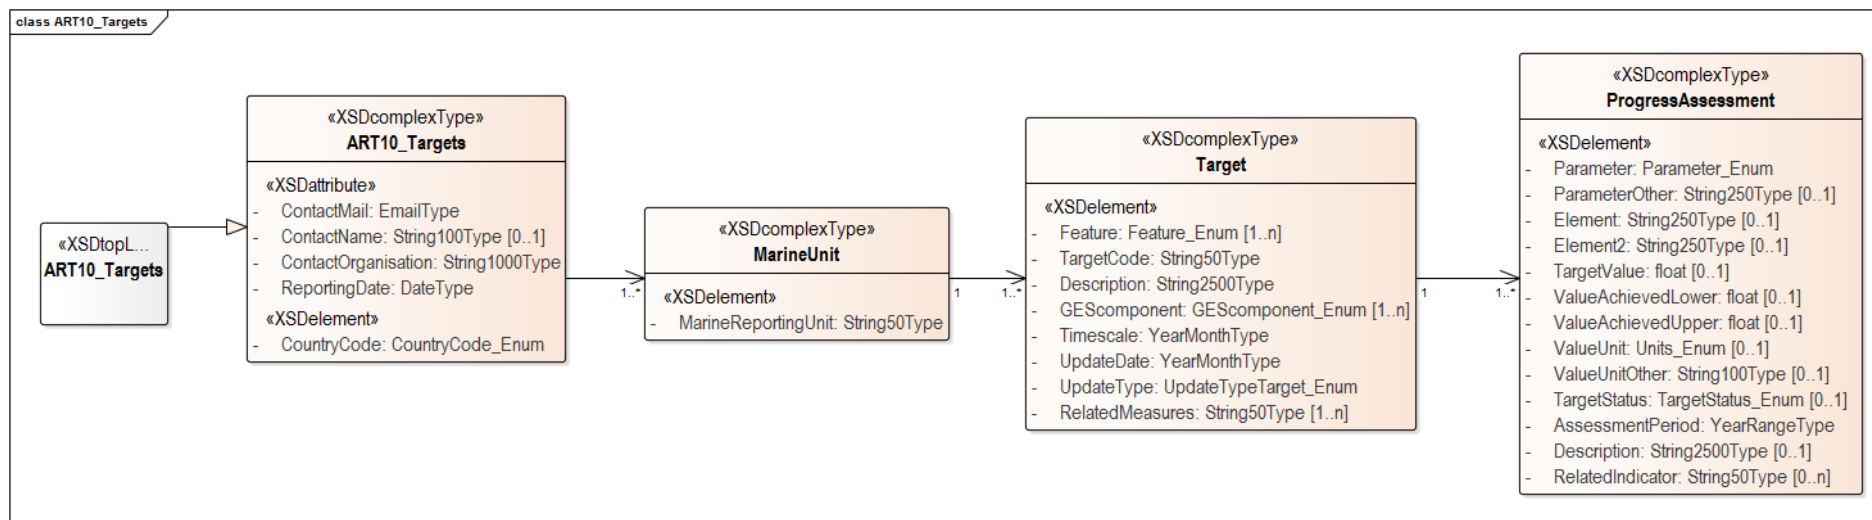 class ART10_Targets
«XSDtopL...
ART10_Targets
«XSDcomplexType»
ART10_Targets
«XSDattribute»
- ContactMail: EmailType
- ContactName: String100Type [0..1]
- ContactOrganisation: String1000Type
- ReportingDate: DateType
«XSDelement»
- CountryCode: CountryCode_Enum
1..*
«XSDcomplexType»
MarineUnit
«XSDelement»
- MarineReportingUnit: String50Type
1
1..*
«XSDcomplexType»
Target
«XSDelement»
- Feature: Feature_Enum [1..n]
- TargetCode: String50Type
- Description: String2500Type
- GEScomponent: GEScomponent_Enum [1..n]
- Timescale: YearMonthType
- UpdateDate: YearMonthType
- UpdateType: UpdateTypeTarget_Enum
- RelatedMeasures: String50Type [1..n]
1
1..*
«XSDcomplexType»
ProgressAssessment
«XSDelement»
- Parameter: Parameter_Enum
- ParameterOther: String250Type [0..1]
- Element: String250Type [0..1]
- Element2: String250Type [0..1]
- TargetValue: float [0..1]
- ValueAchievedLower: float [0..1]
- ValueAchievedUpper: float [0..1]
- ValueUnit: Units_Enum [0..1]
- ValueUnitOther: String100Type [0..1]
- TargetStatus: TargetStatus_Enum [0..1]
- AssessmentPeriod: YearRangeType
- Description: String2500Type [0..1]
- RelatedIndicator: String50Type [0..n]